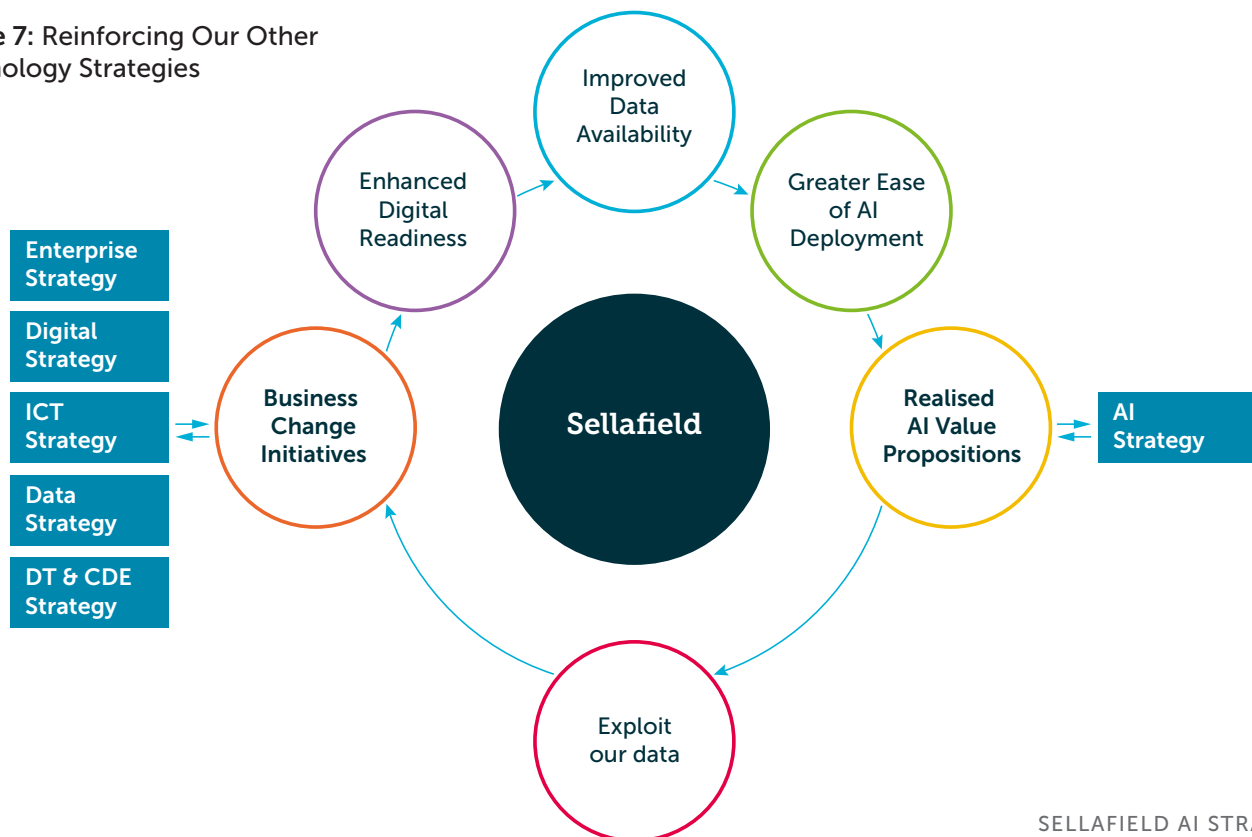 7: Reinforcing Our Other
Strategies
Improved
Data
Availability
Enhanced
Digital
Readiness
Greater Ease
of AI
Deployment
Enterprise
Strategy
Digital
Strategy
ICT
Strategy
Data
Strategy
DT & CDE
Strategy
Business
Change
Initiatives
Sellafield
Realised
AI Value
Propositions
AI
Strategy
Exploit
our data
SELLAFIELD AI